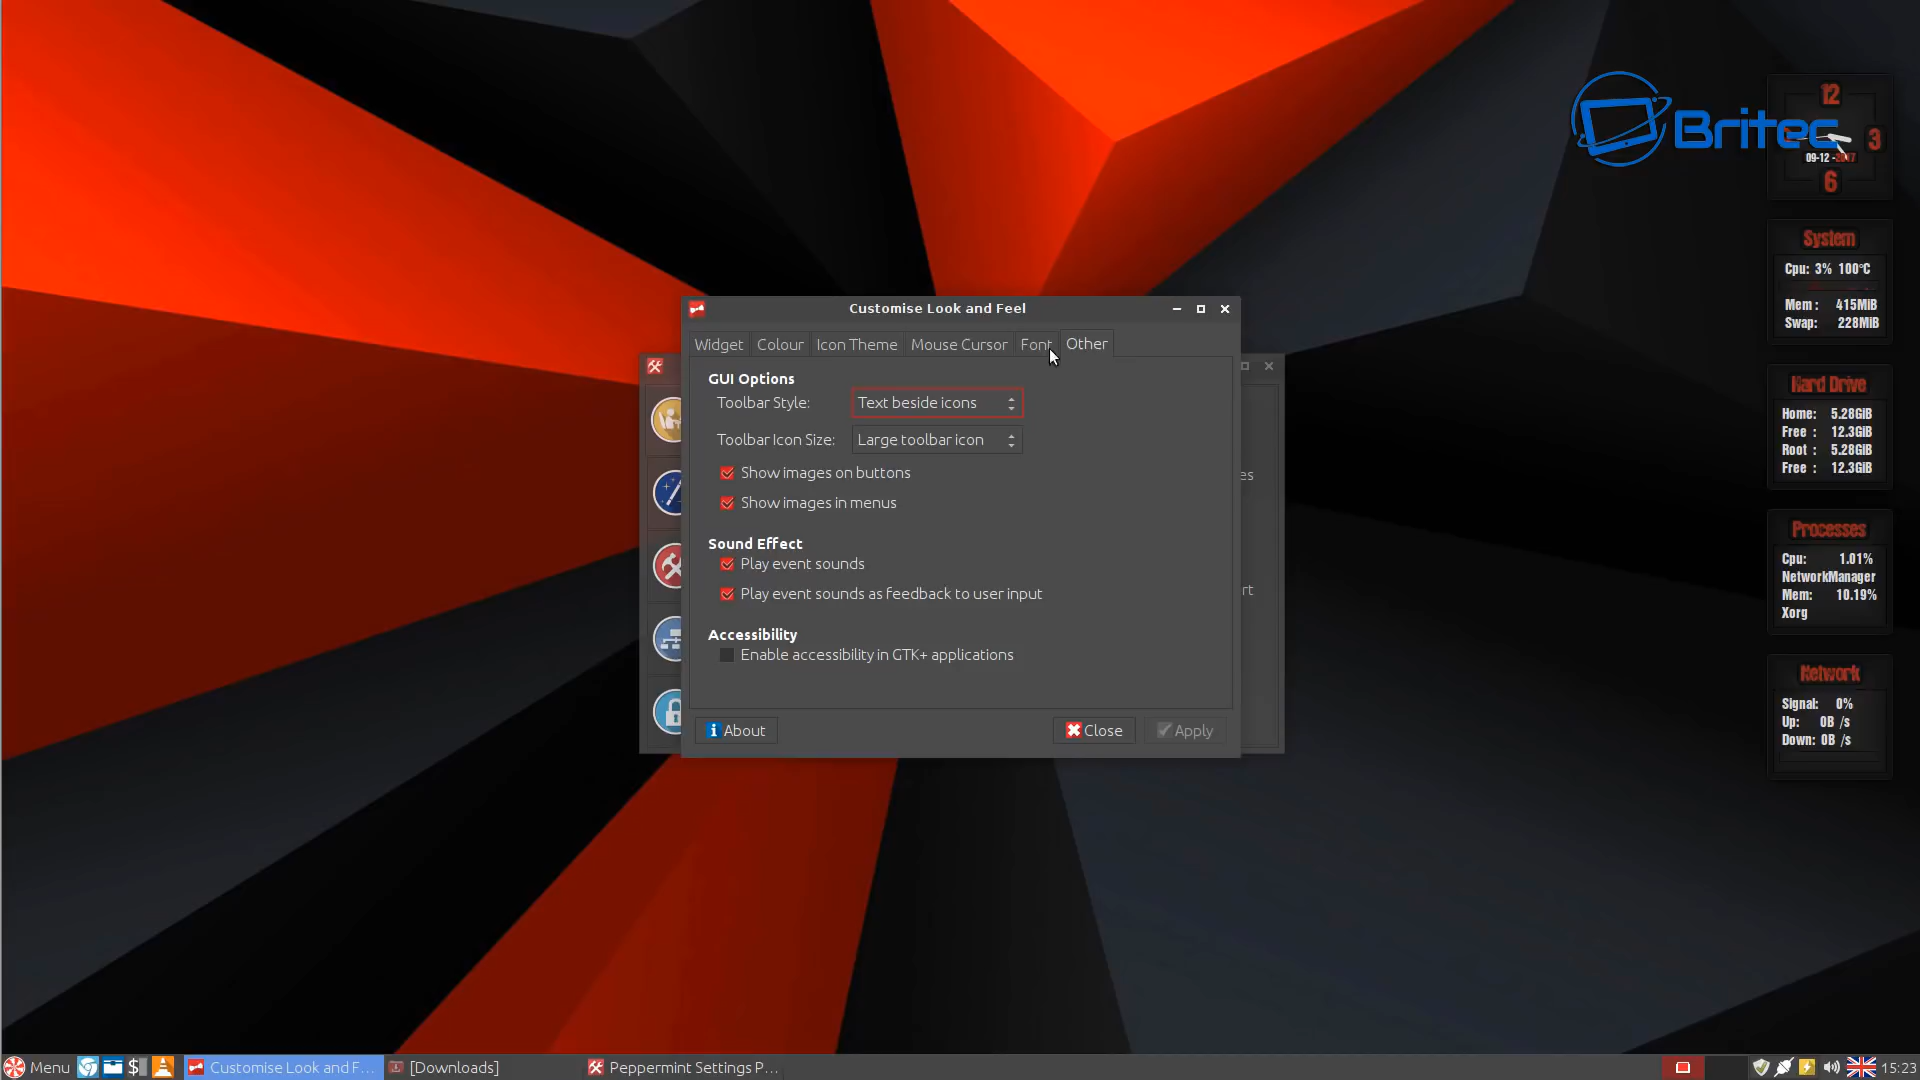 Britec
12
3
09-12-2017
6
System
Cpu: 3% 100°C
Mem : 415MiB
Swap: 228MiB
Hard Drive
Home: 5.28GiB
Free : 12.3GiB
Root : 5.28GiB
Free : 12.3GiB
Processes
Cpu: 1.01%
NetworkManager
Mem: 10.19%
Xorg
Network
Signal: 0%
Up: 0B /s
Down: 0B /s
Customise Look and Feel
Widget Colour Icon Theme Mouse Cursor Font Other
GUI Options
Toolbar Style: Text beside icons
Toolbar Icon Size: Large toolbar icon
Show images on buttons
Show images in menus
Sound Effect
Play event sounds
Play event sounds as feedback to user input
Accessibility
Enable accessibility in GTK+ applications
About Close Apply
es
rt
Menu $ Customise Look and F... [Downloads] Peppermint Settings P... 15:23